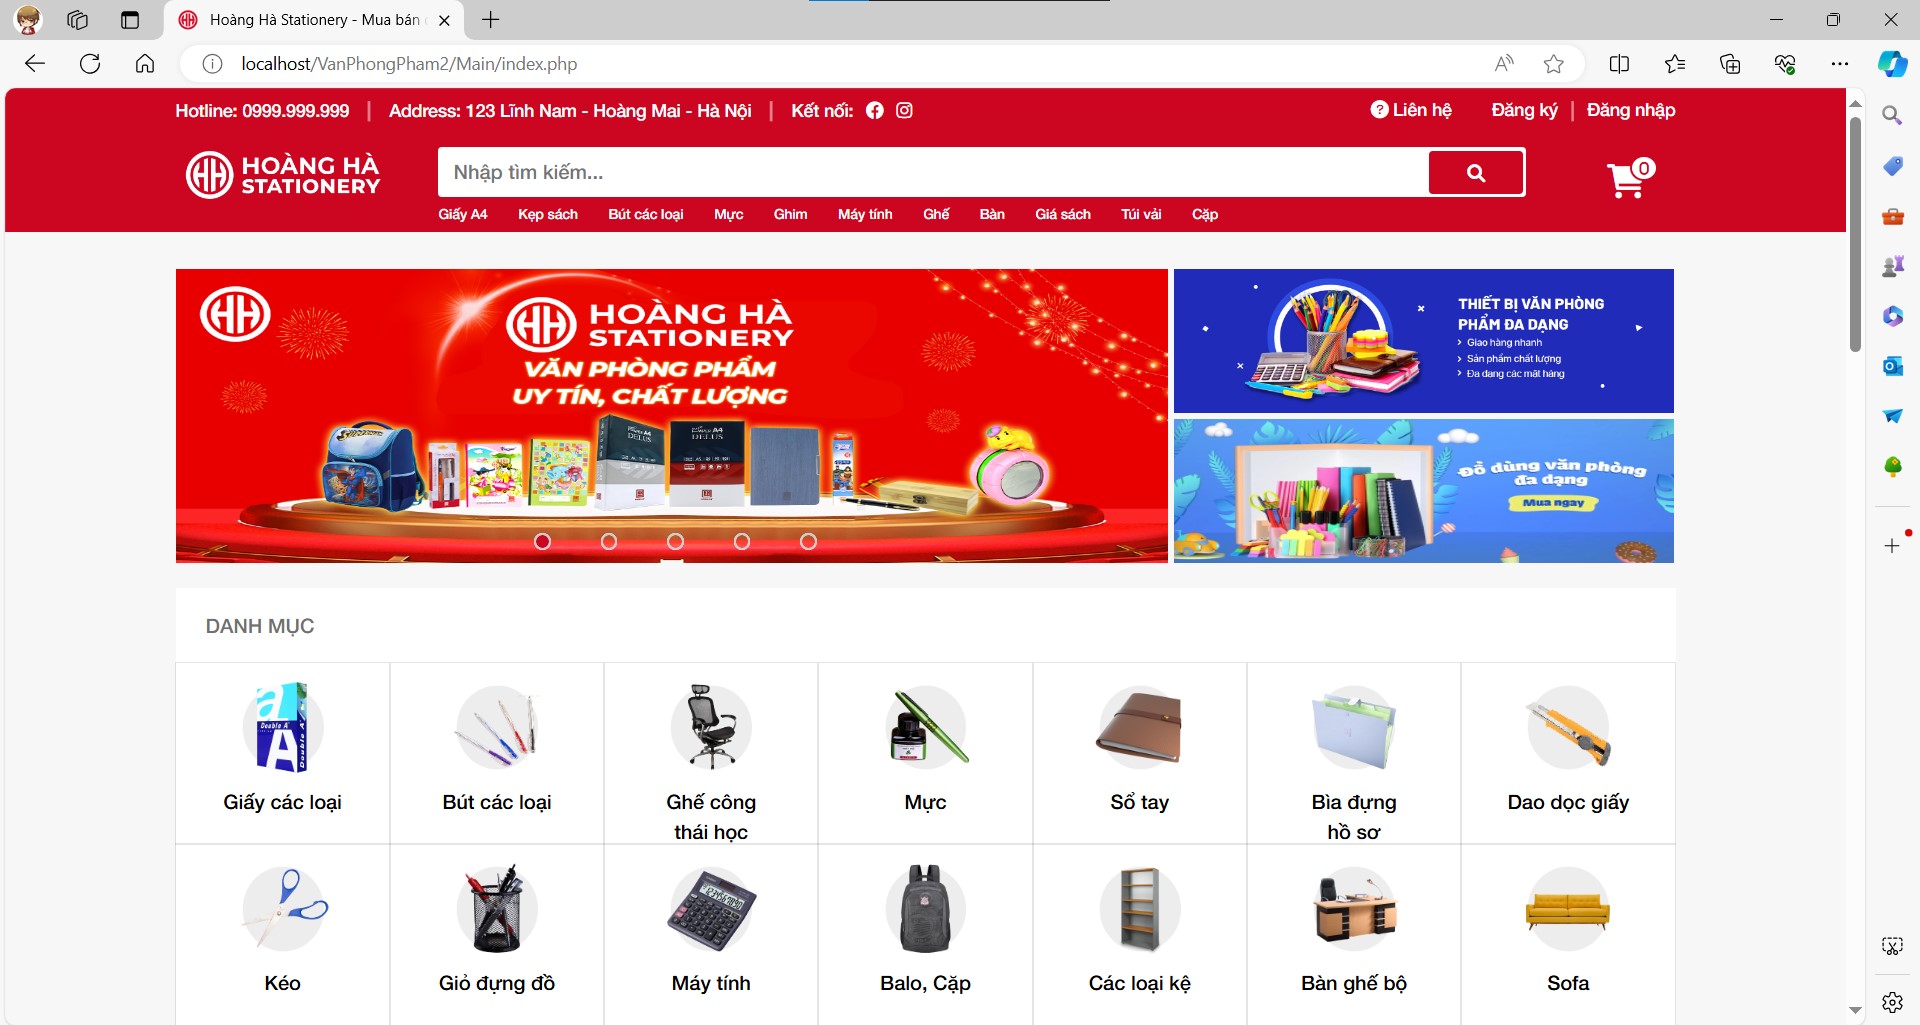 Hoàng Hà Stationery - Mua bán
localhost/VanPhongPham2/Main/index.php
Hotline: 0999.999.999 | Address: 123 Lĩnh Nam - Hoàng Mai - Hà Nội | Kết nối:
Liên hệ Đăng ký | Đăng nhập
HOÀNG HÀ
STATIONERY
Nhập tìm kiếm...
0
Giấy A4 Kẹp sách Bút các loại Mực Ghim Máy tính Ghế Bàn Giá sách Túi vải Cặp
HOÀNG HÀ
STATIONERY
VĂN PHÒNG PHẨM
UY TÍN, CHẤT LƯỢNG
THIẾT BỊ VĂN PHÒNG
PHẨM ĐA DẠNG
Giao hàng nhanh
Sản phẩm chất lượng
Đa dạng các mặt hàng
Đồ dùng văn phòng
đa dạng
Mua ngay
DANH MỤC
Double A
Giấy các loại
Bút các loại
Ghế công
thái học
Mực
Sổ tay
Bìa đựng
hồ sơ
Dao dọc giấy
Kéo
Giỏ đựng đồ
Máy tính
Balo, Cặp
Các loại kệ
Bàn ghế bộ
Sofa